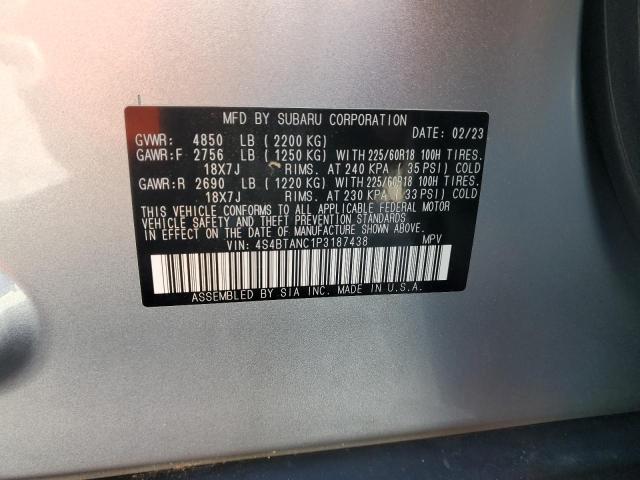 MFD BY SUBARU CORPORATION
DATE: 02/23
GVWR: 4850 LB (2200 KG)
GAWR:F 2756 LB (1250 KG) WITH 225/60R18 100H TIRES.
18X7J RIMS. AT 240 KPA (35 PSI) COLD
GAWR:R 2690 LB (1220 KG) WITH 225/60R18 100H TIRES.
18X7J RIMS. AT 230 KPA (33 PSI) COLD
THIS VEHICLE CONFORMS TO ALL APPLICABLE FEDERAL MOTOR
VEHICLE SAFETY AND THEFT PREVENTION STANDARDS
IN EFFECT ON THE DATE OF MANUFACTURE SHOWN ABOVE.
VIN: 4S4BTANC1P3187438 MPV
ASSEMBLED BY SIA INC. MADE IN U.S.A.